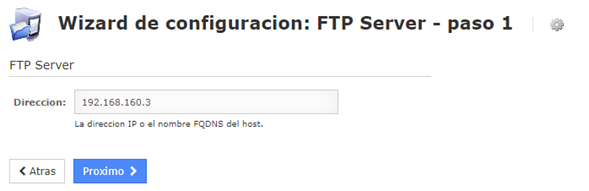 Wizard de configuracion: FTP Server - paso 1
FTP Server
Direccion: 192.168.160.3
La direccion IP o el nombre FQDNS del host.
Atras Proximo